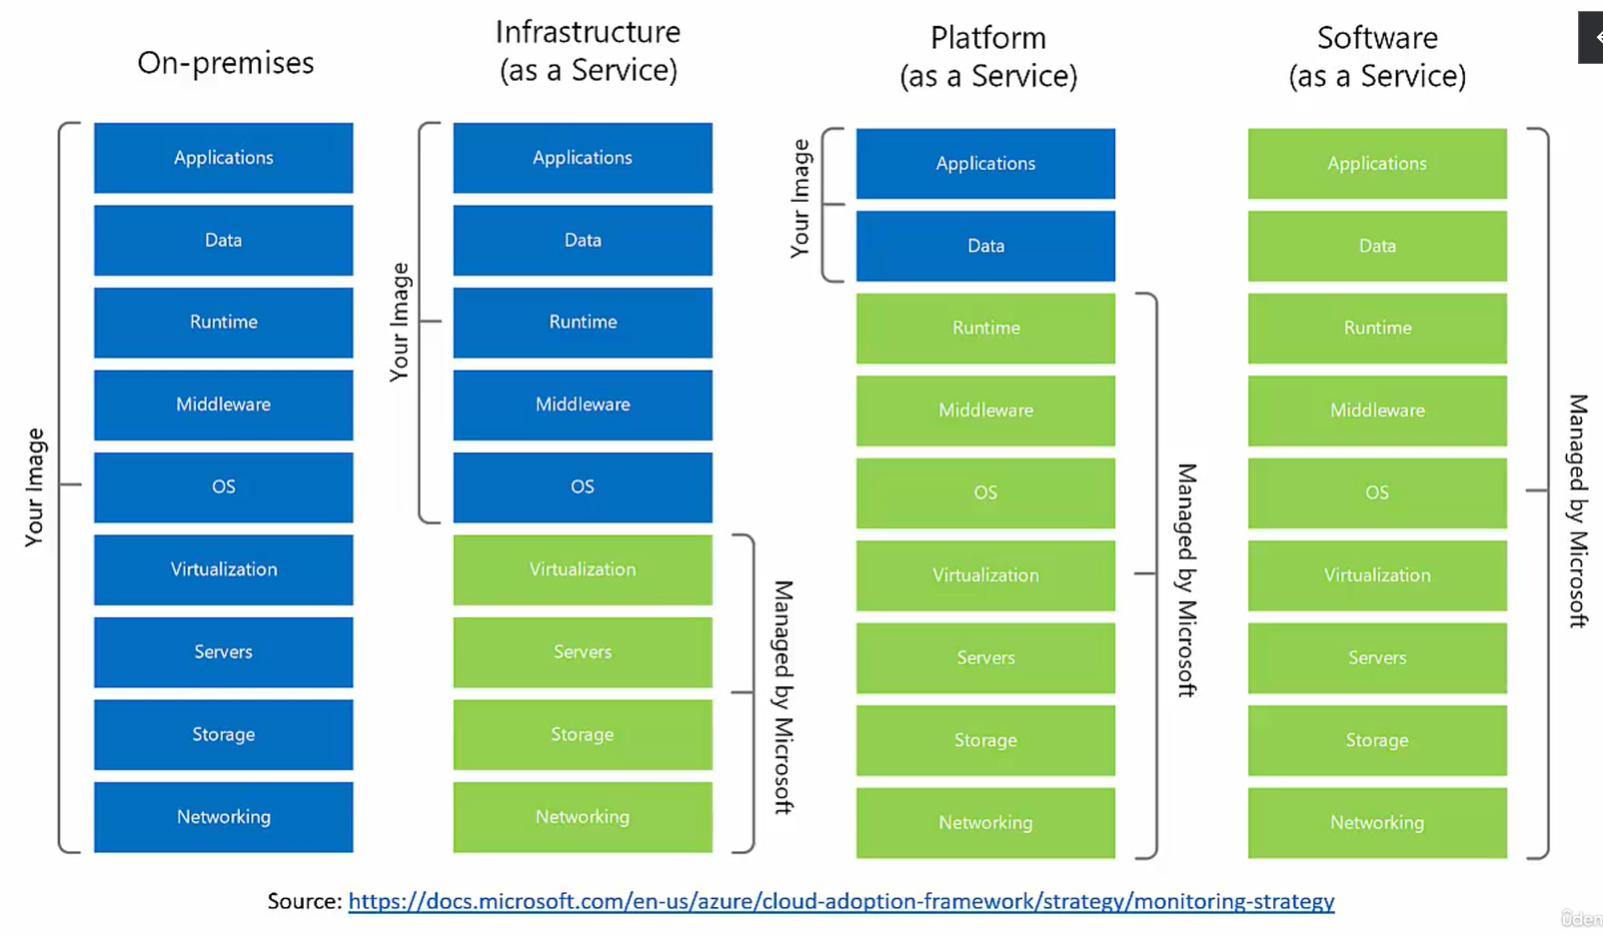 On-premises
Infrastructure
(as a Service)
Platform
(as a Service)
Software
(as a Service)
Your Image
Applications
Data
Runtime
Middleware
OS
Virtualization
Servers
Storage
Networking
Your Image
Applications
Data
Runtime
Middleware
OS
Virtualization
Servers
Storage
Networking
Managed by Microsoft
Your Image
Applications
Data
Runtime
Middleware
OS
Virtualization
Servers
Storage
Networking
Managed by Microsoft
Applications
Data
Runtime
Middleware
OS
Virtualization
Servers
Storage
Networking
Managed by Microsoft
Source: https://docs.microsoft.com/en-us/azure/cloud-adoption-framework/strategy/monitoring-strategy